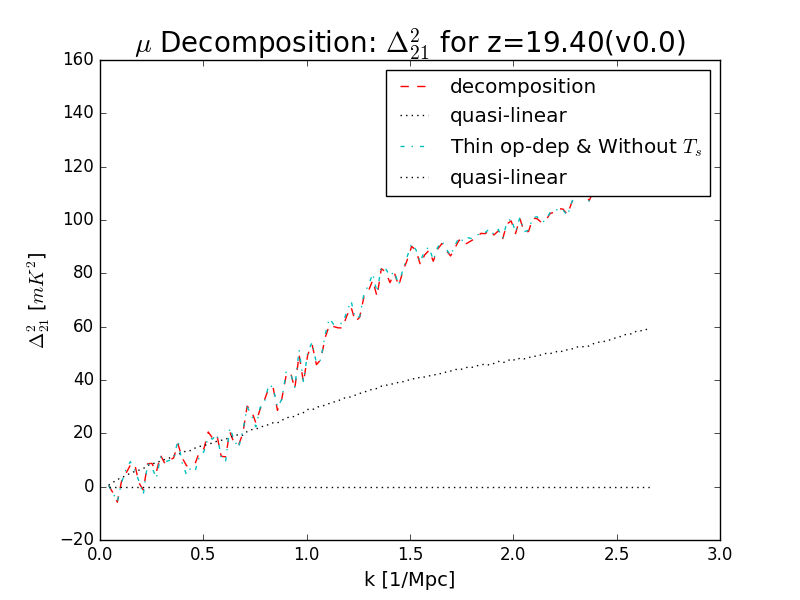 μ Decomposition: Δ²₂₁ for z=19.40(v0.0)
160
140
120
100
80
60
40
20
0
−20
Δ²₂₁ [mK²]
decomposition
quasi-linear
Thin op-dep & Without Tₛ
quasi-linear
0.0 0.5 1.0 1.5 2.0 2.5 3.0
k [1/Mpc]